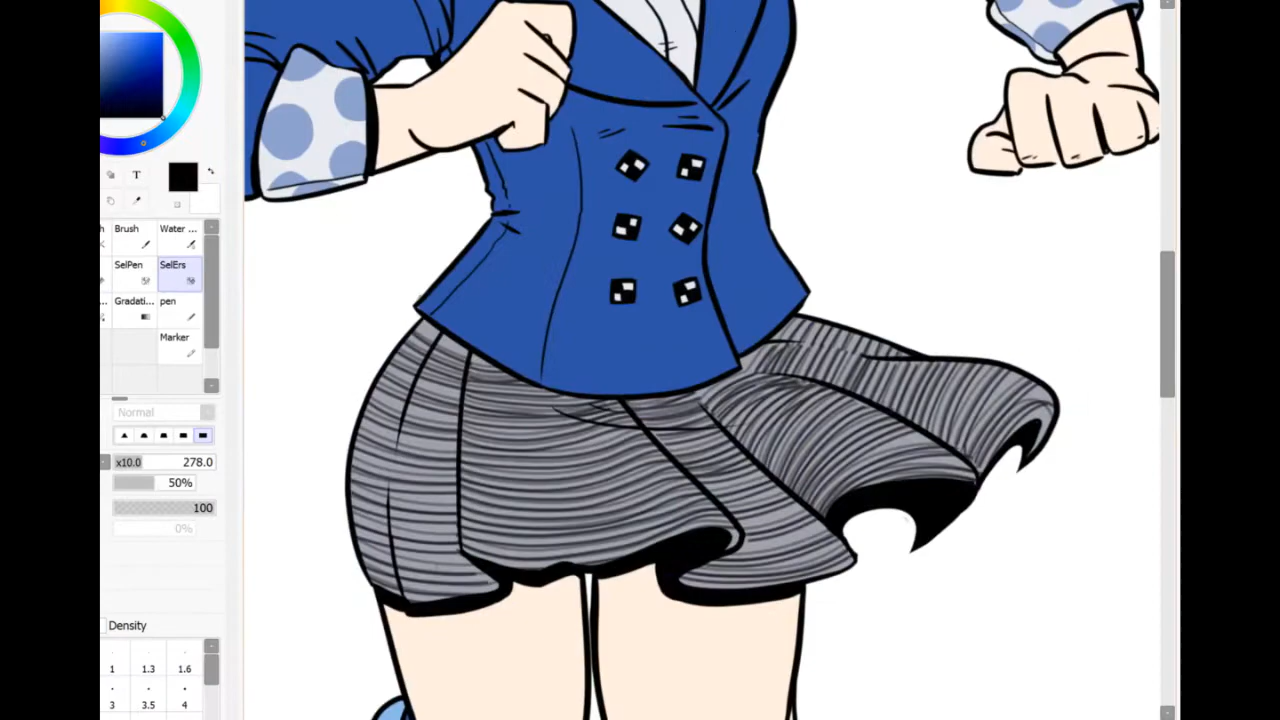 T
h Brush Water ...
SelPen SelErs
... Gradati... pen
Marker
Normal
x10.0 278.0
50%
100
0%
Density
1 1.3 1.6
3 3.5 4